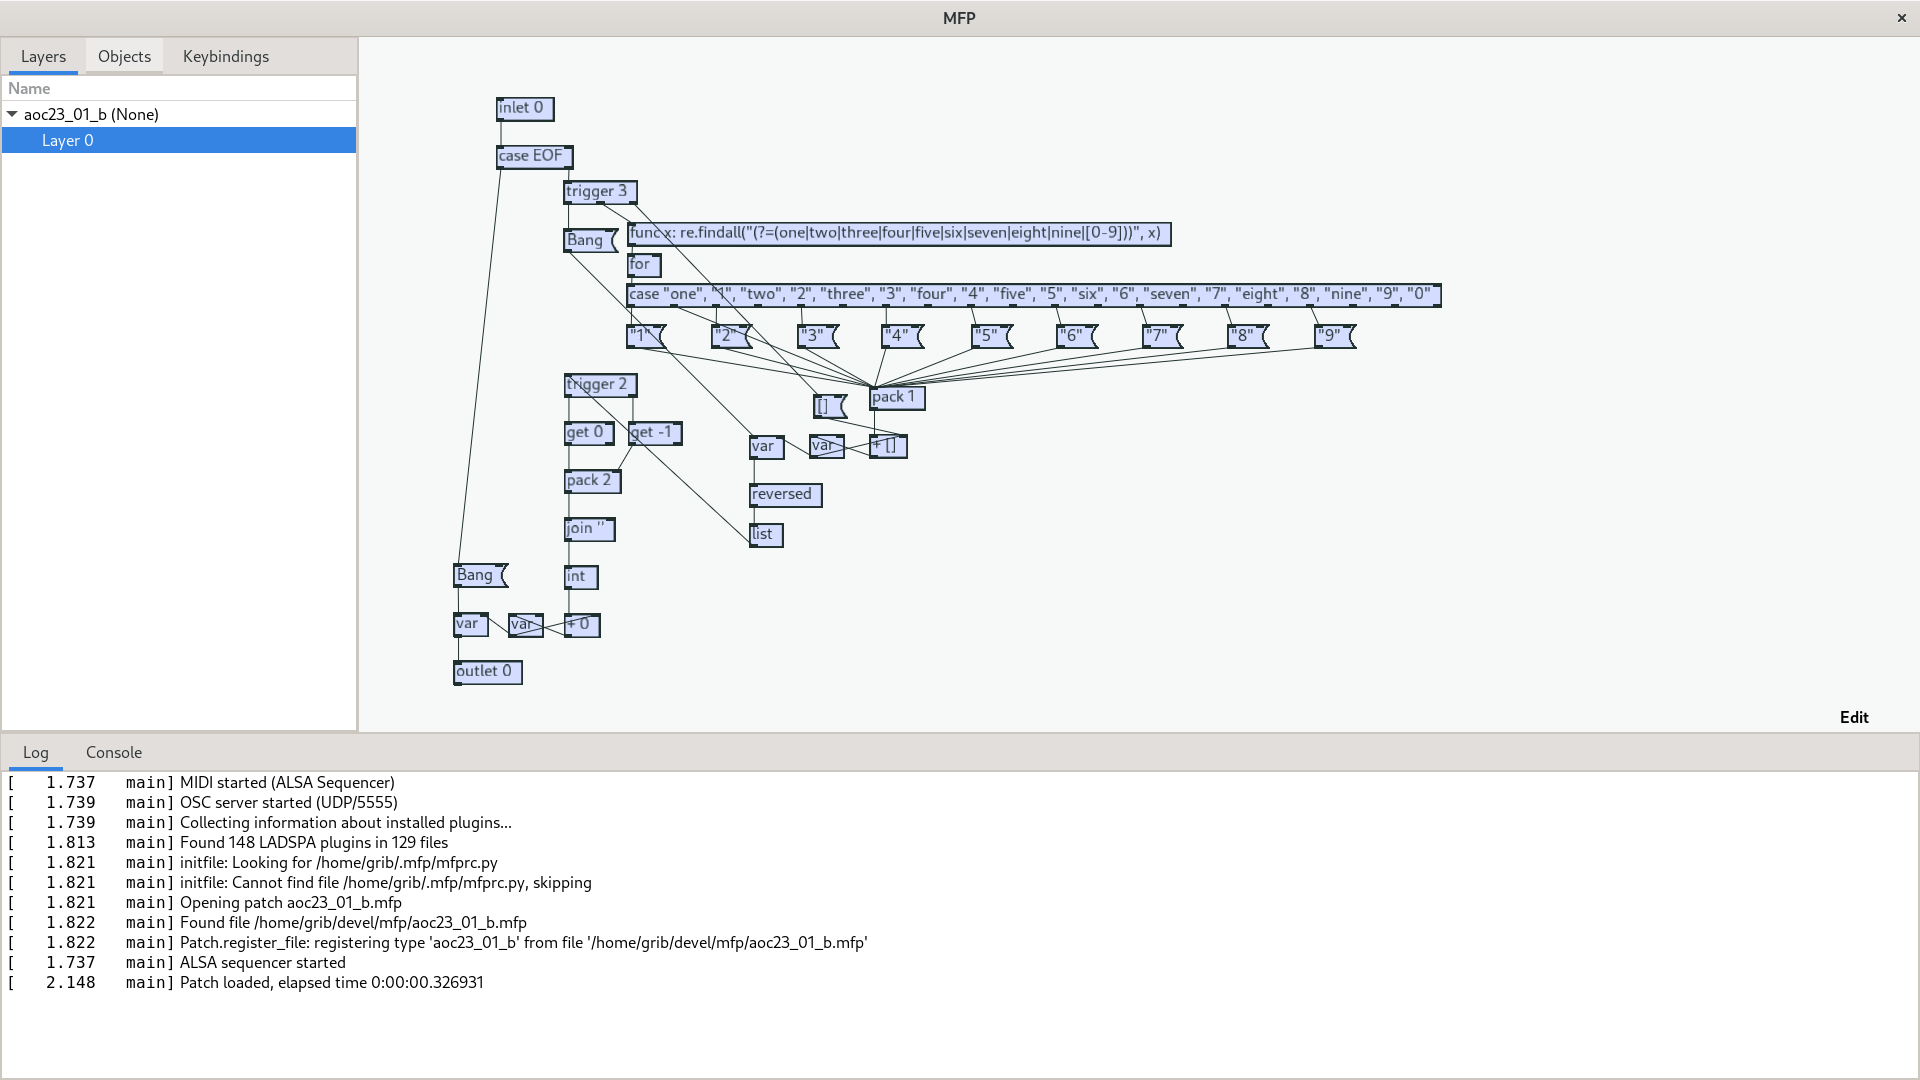 MFP
×
Layers Objects Keybindings
Name
aoc23_01_b (None)
Layer 0
inlet 0
case EOF
trigger 3
Bang
func x: re.findall("(?=(one|two|three|four|five|six|seven|eight|nine|[0-9]))", x)
for
case "one", "1", "two", "2", "three", "3", "four", "4", "five", "5", "six", "6", "seven", "7", "eight", "8", "nine", "9", "0"
"1" "2" "3" "4" "5" "6" "7" "8" "9"
trigger 2
[] pack 1
get 0 get -1
var var + []
pack 2
reversed
join ''
list
Bang int
var var + 0
outlet 0
Edit
Log Console
[ 1.737 main] MIDI started (ALSA Sequencer)
[ 1.739 main] OSC server started (UDP/5555)
[ 1.739 main] Collecting information about installed plugins...
[ 1.813 main] Found 148 LADSPA plugins in 129 files
[ 1.821 main] initfile: Looking for /home/grib/.mfp/mfprc.py
[ 1.821 main] initfile: Cannot find file /home/grib/.mfp/mfprc.py, skipping
[ 1.821 main] Opening patch aoc23_01_b.mfp
[ 1.822 main] Found file /home/grib/devel/mfp/aoc23_01_b.mfp
[ 1.822 main] Patch.register_file: registering type 'aoc23_01_b' from file '/home/grib/devel/mfp/aoc23_01_b.mfp'
[ 1.737 main] ALSA sequencer started
[ 2.148 main] Patch loaded, elapsed time 0:00:00.326931